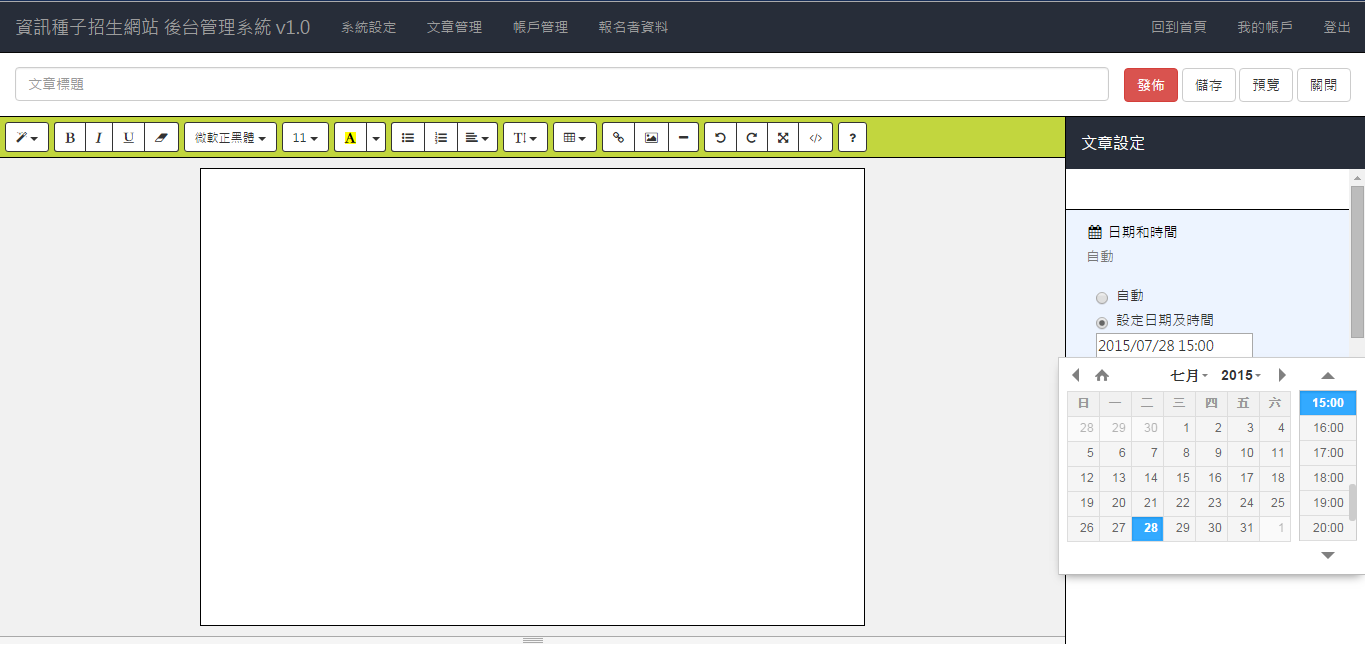 資訊種子招生網站 後台管理系統 v1.0 系統設定 文章管理 帳戶管理 報名者資料 回到首頁 我的帳戶 登出
文章標題 發佈 儲存 預覽 關閉
B I U 微軟正黑體 11 A TI </> ?
文章設定
日期和時間
自動
自動
設定日期及時間
2015/07/28 15:00
七月 2015
日 一 二 三 四 五 六 15:00
28 29 30 1 2 3 4 16:00
5 6 7 8 9 10 11 17:00
12 13 14 15 16 17 18 18:00
19 20 21 22 23 24 25 19:00
26 27 28 29 30 31 1 20:00